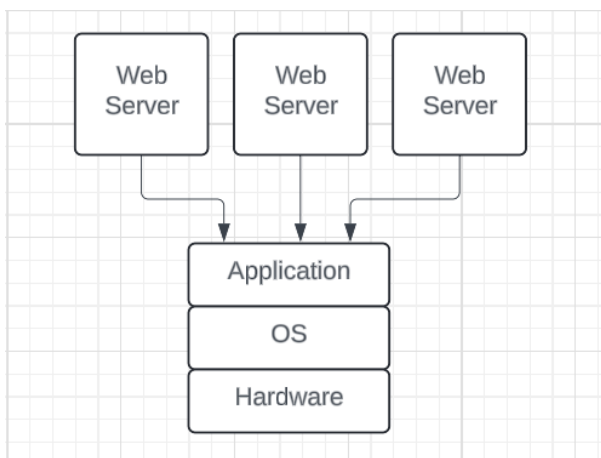 Web
Server
Web
Server
Web
Server
Application
OS
Hardware